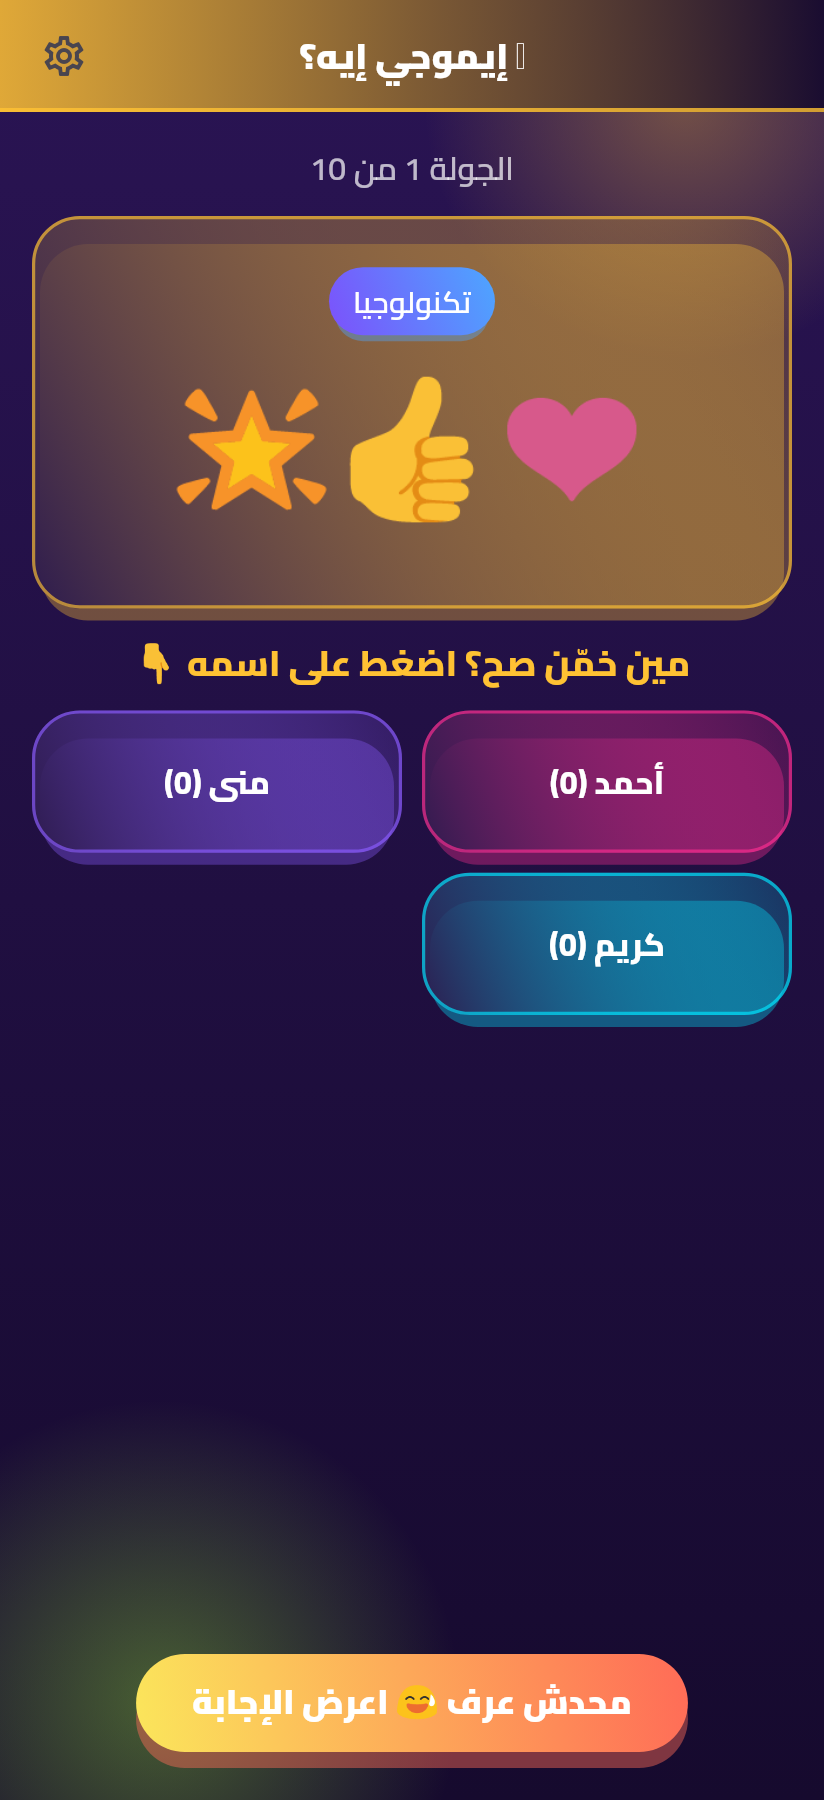 إيموجي إيه؟
الجولة 1 من 10
تكنولوجيا
🌟👍❤
مين خمّن صح؟ اضغط على اسمه 👇
أحمد (0)
منى (0)
كريم (0)
محدش عرف 😅 اعرض الإجابة